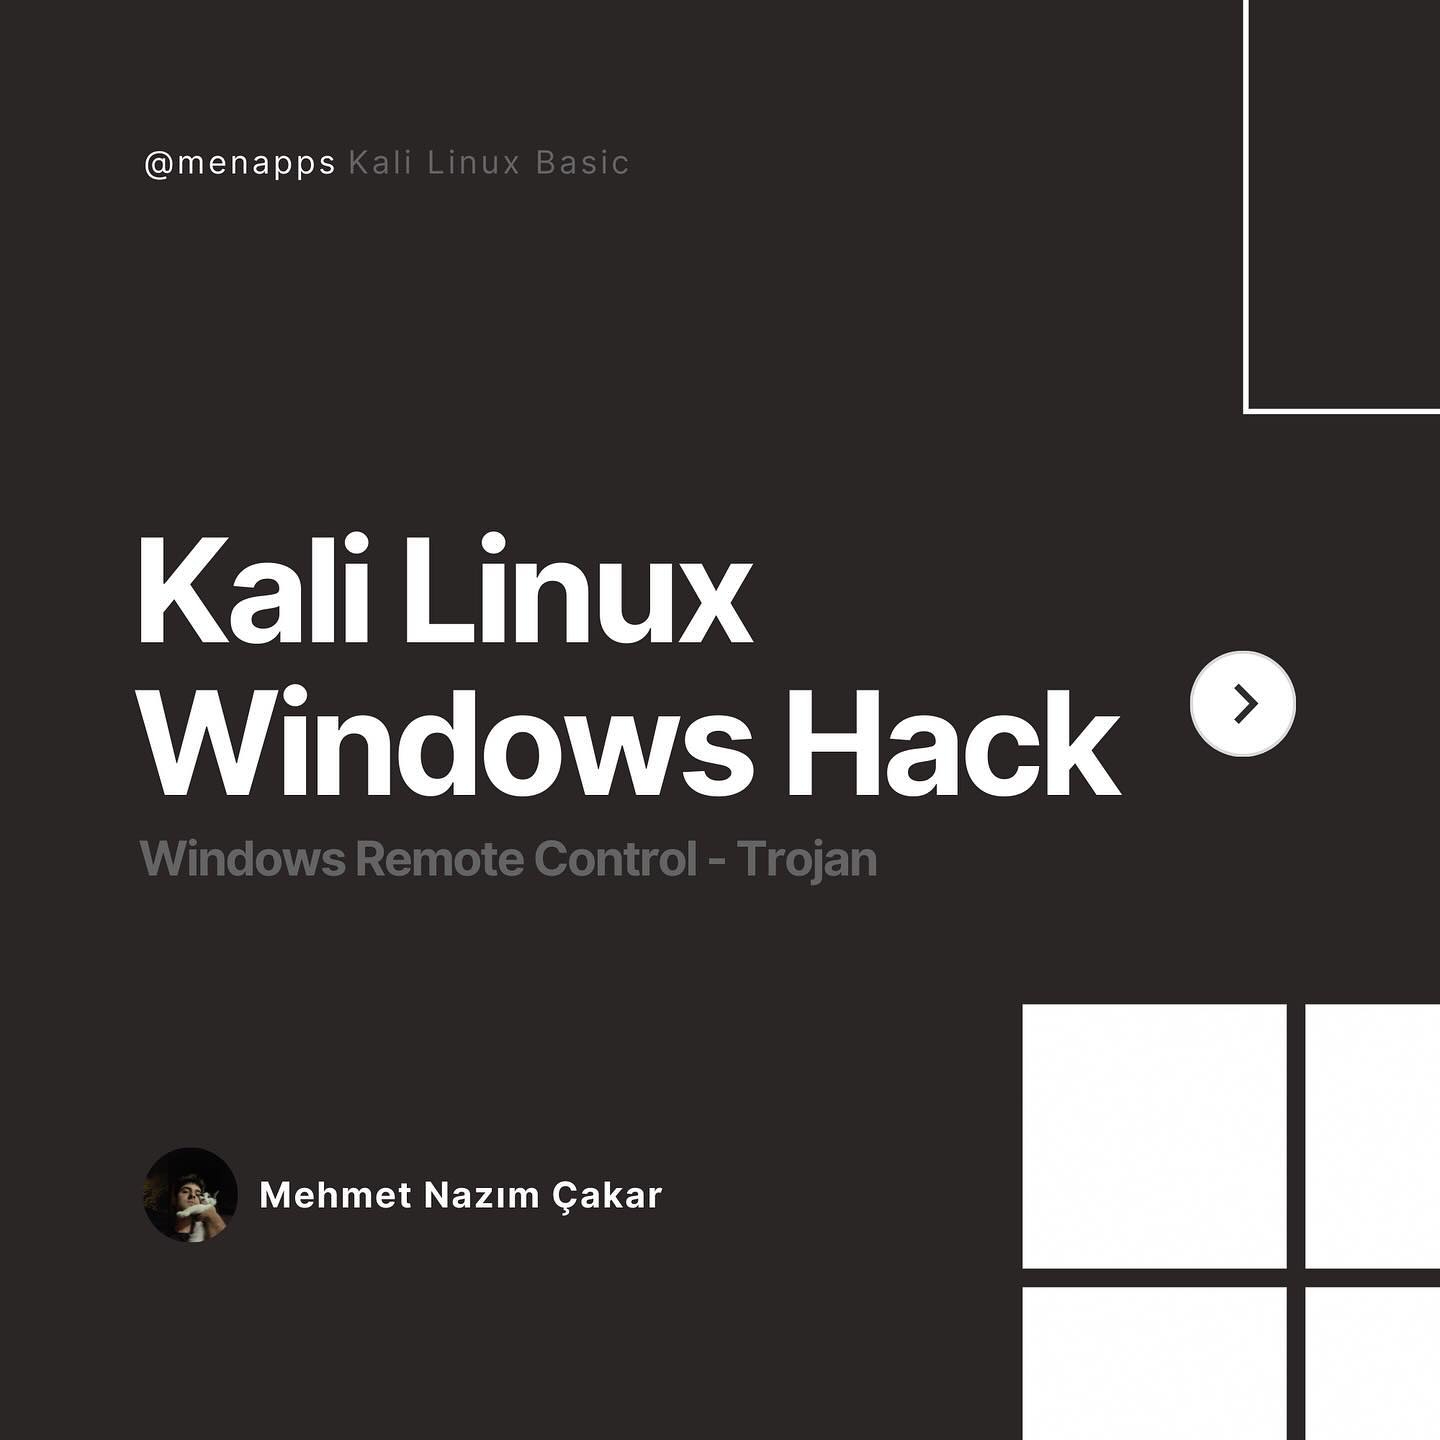 @menapps Kali Linux Basic
Kali Linux
Windows Hack
Windows Remote Control - Trojan
Mehmet Nazım Çakar